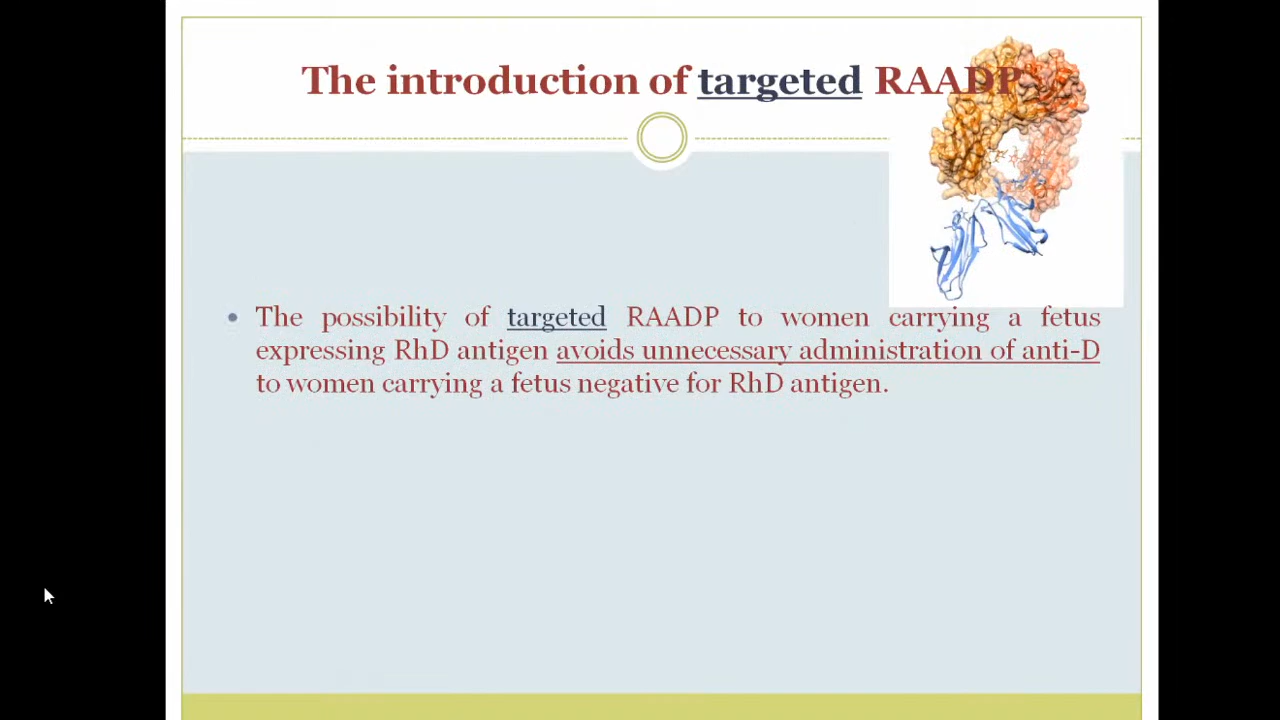 The introduction of targeted RAADP
• The possibility of targeted RAADP to women carrying a fetus
expressing RhD antigen avoids unnecessary administration of anti-D
to women carrying a fetus negative for RhD antigen.